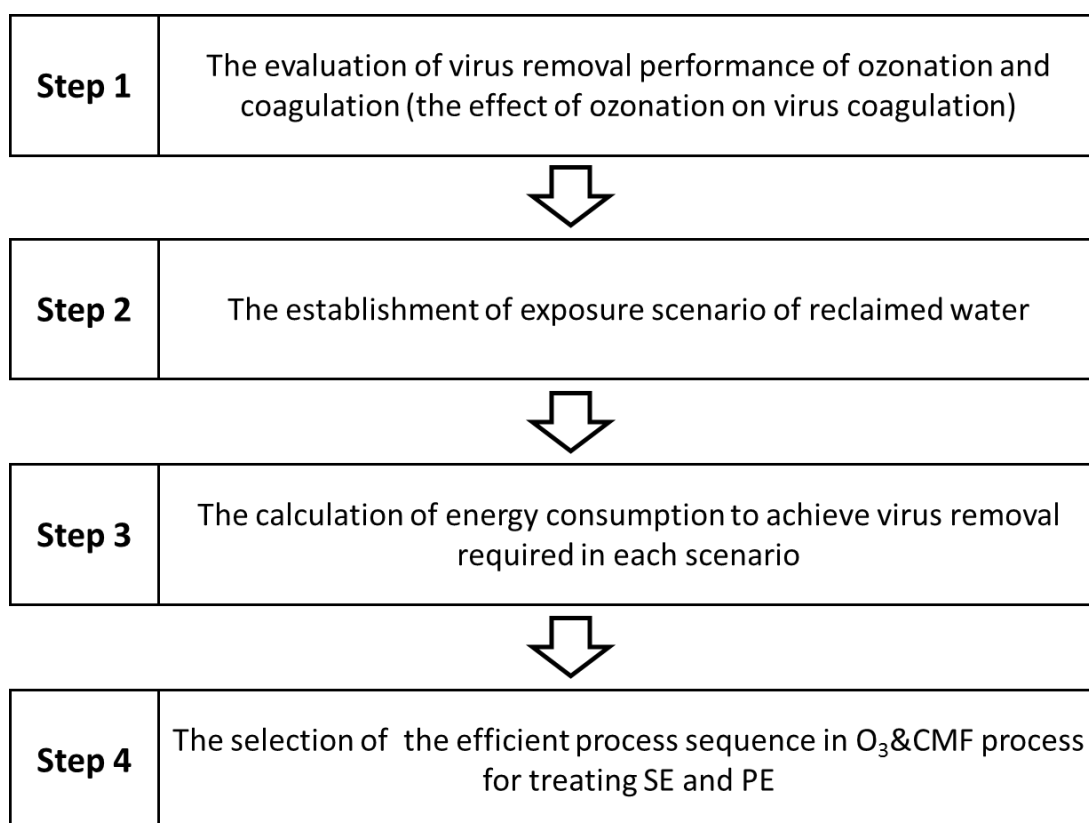 Step 1
The evaluation of virus removal performance of ozonation and
coagulation (the effect of ozonation on virus coagulation)
Step 2
The establishment of exposure scenario of reclaimed water
Step 3
The calculation of energy consumption to achieve virus removal
required in each scenario
Step 4
The selection of the efficient process sequence in O₃&CMF process
for treating SE and PE